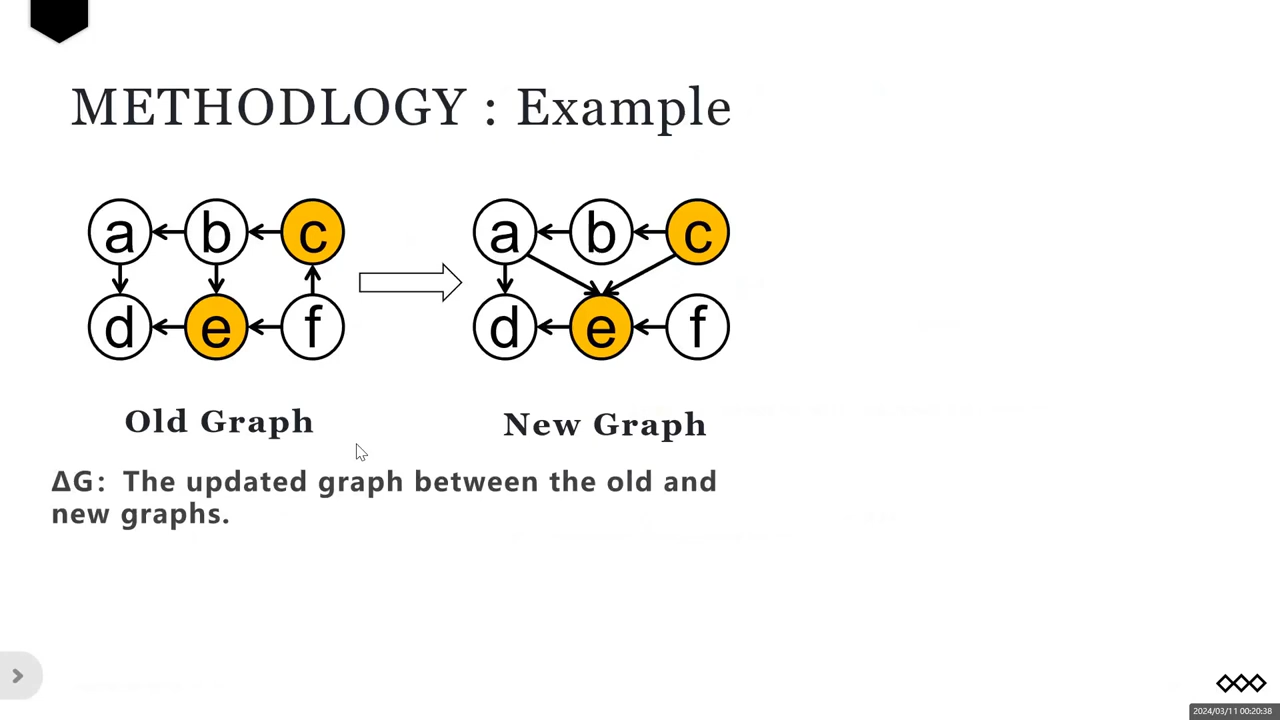 METHODLOGY : Example
a b c a b c
d e f d e f
Old Graph New Graph
ΔG: The updated graph between the old and
new graphs.
2024/03/11 00:20:38